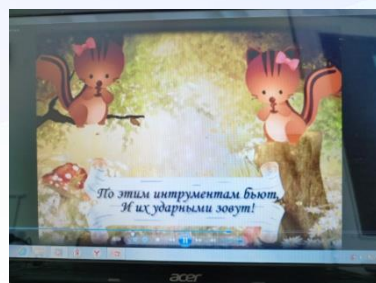 По этим интрументам бьют,
И их ударными зовут!
acer